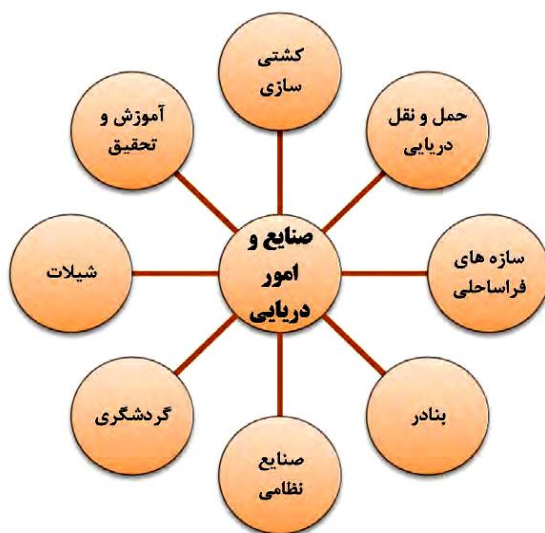 کشتی
سازی
حمل و نقل
دریایی
سازه های
فراساحلی
بنادر
صنایع
نظامی
گردشگری
شیلات
آموزش و
تحقیق
صنایع و
امور
دریایی